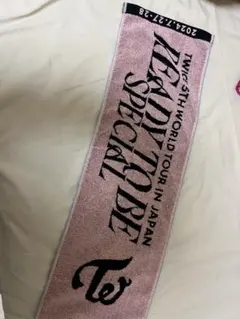 2024.7.27-28
TWICE 5TH WORLD TOUR IN JAPAN
READY TO BE
SPECIAL